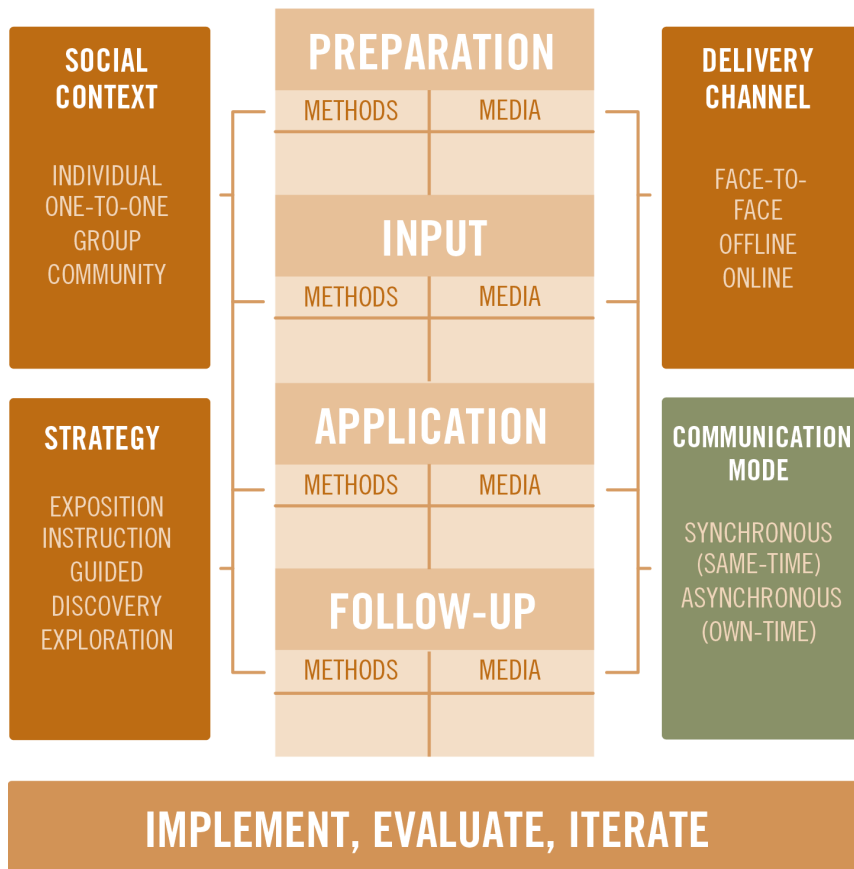 SOCIAL
CONTEXT
INDIVIDUAL
ONE-TO-ONE
GROUP
COMMUNITY
STRATEGY
EXPOSITION
INSTRUCTION
GUIDED
DISCOVERY
EXPLORATION
PREPARATION
METHODS MEDIA
INPUT
METHODS MEDIA
APPLICATION
METHODS MEDIA
FOLLOW-UP
METHODS MEDIA
DELIVERY
CHANNEL
FACE-TO-
FACE
OFFLINE
ONLINE
COMMUNICATION
MODE
SYNCHRONOUS
(SAME-TIME)
ASYNCHRONOUS
(OWN-TIME)
IMPLEMENT, EVALUATE, ITERATE